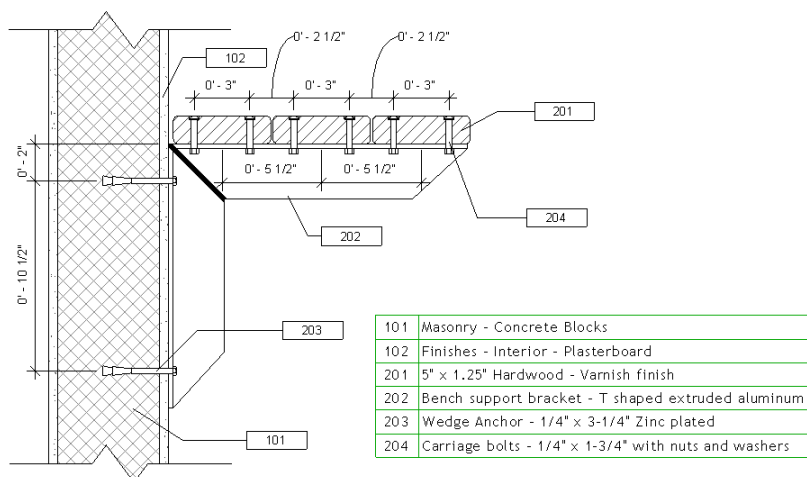 0' - 2 1/2"
0' - 2 1/2"
102
0' - 3"
0' - 3"
0' - 3"
201
0' - 2"
0' - 5 1/2"
0' - 5 1/2"
204
202
0' - 10 1/2"
203
101
101 Masonry - Concrete Blocks
102 Finishes - Interior - Plasterboard
201 5" x 1.25" Hardwood - Varnish finish
202 Bench support bracket - T shaped extruded aluminum
203 Wedge Anchor - 1/4" x 3-1/4" Zinc plated
204 Carriage bolts - 1/4" x 1-3/4" with nuts and washers